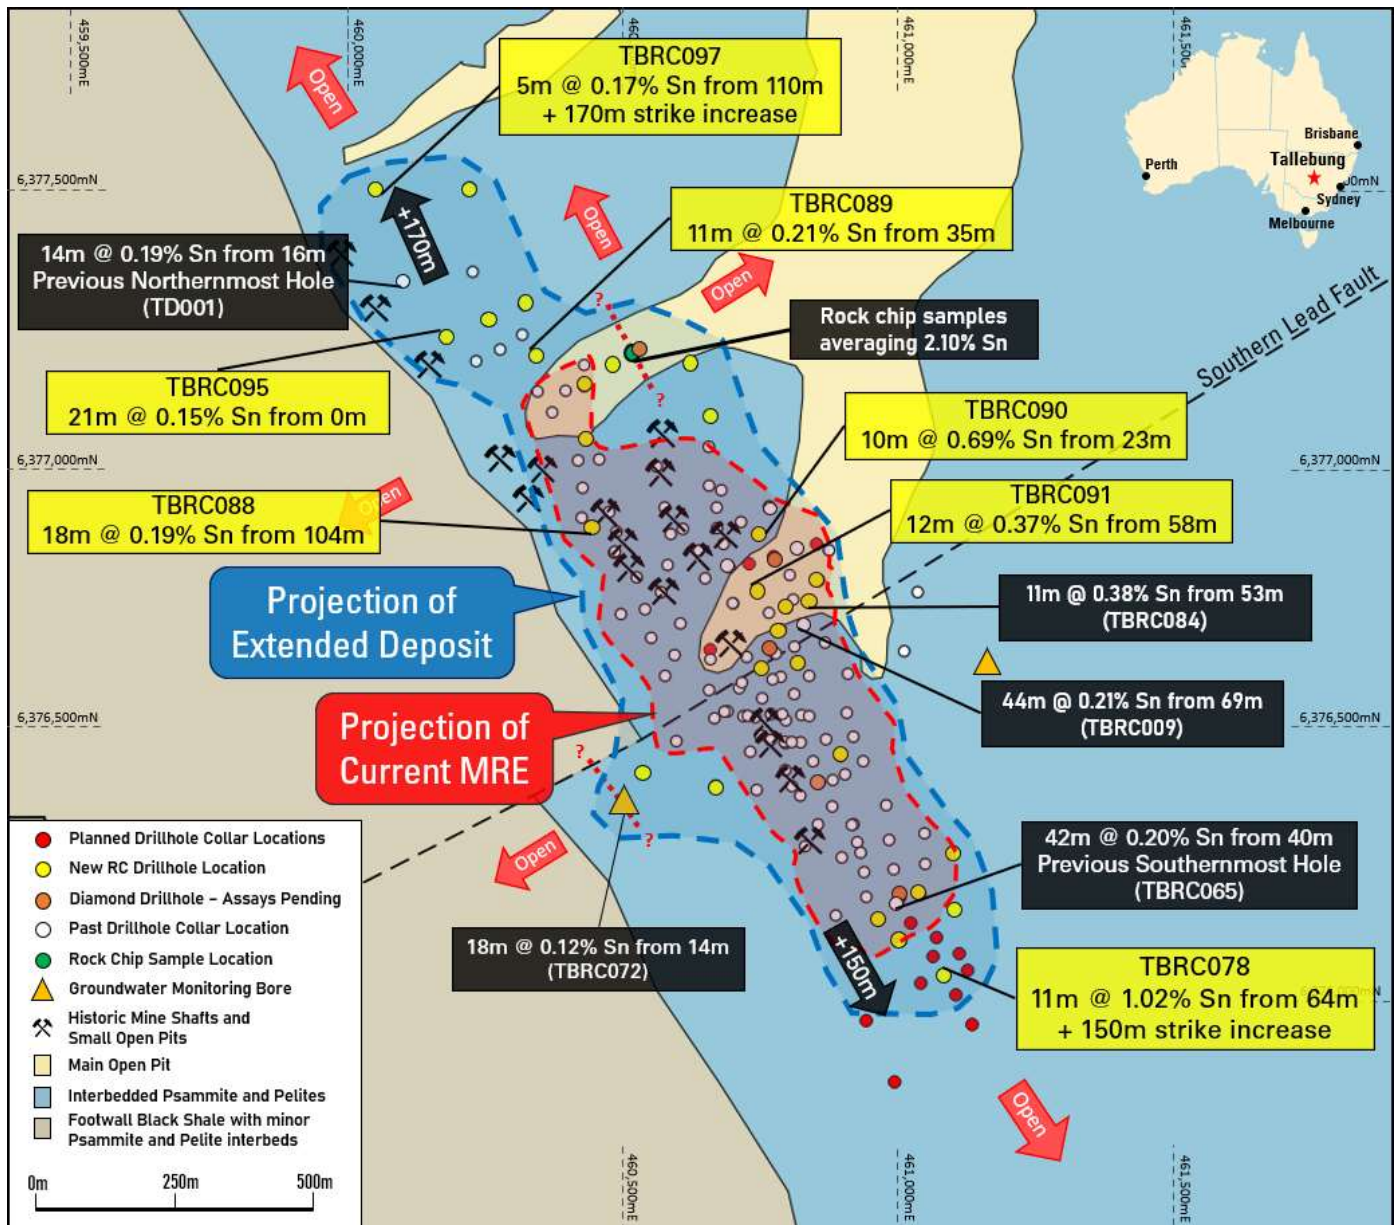 459,500mE
460,000mE
461,000mE
Open
TBRC097
5m @ 0.17% Sn from 110m
+ 170m strike increase
Brisbane
Perth
Tallebung
Sydney
Melbourne
6,377,500mN
+170m
Open
TBRC089
11m @ 0.21% Sn from 35m
14m @ 0.19% Sn from 16m
Previous Northernmost Hole
(TD001)
Open
?
Rock chip samples
averaging 2.10% Sn
Southern Lead Fault
TBRC095
21m @ 0.15% Sn from 0m
?
TBRC090
10m @ 0.69% Sn from 23m
6,377,000mN
6,377,000mN
Open
TBRC088
18m @ 0.19% Sn from 104m
TBRC091
12m @ 0.37% Sn from 58m
Projection of
Extended Deposit
11m @ 0.38% Sn from 53m
(TBRC084)
44m @ 0.21% Sn from 69m
(TBRC009)
6,376,500mN
6,376,500mN
Projection of
Current MRE
?
?
Open
42m @ 0.20% Sn from 40m
Previous Southernmost Hole
(TBRC065)
18m @ 0.12% Sn from 14m
(TBRC072)
+150m
TBRC078
11m @ 1.02% Sn from 64m
+ 150m strike increase
Open
Planned Drillhole Collar Locations
New RC Drillhole Location
Diamond Drillhole – Assays Pending
Past Drillhole Collar Location
Rock Chip Sample Location
Groundwater Monitoring Bore
Historic Mine Shafts and
Small Open Pits
Main Open Pit
Interbedded Psammite and Pelites
Footwall Black Shale with minor
Psammite and Pelite interbeds
0m 250m 500m
460,500mE
461,000mE
461,500mE